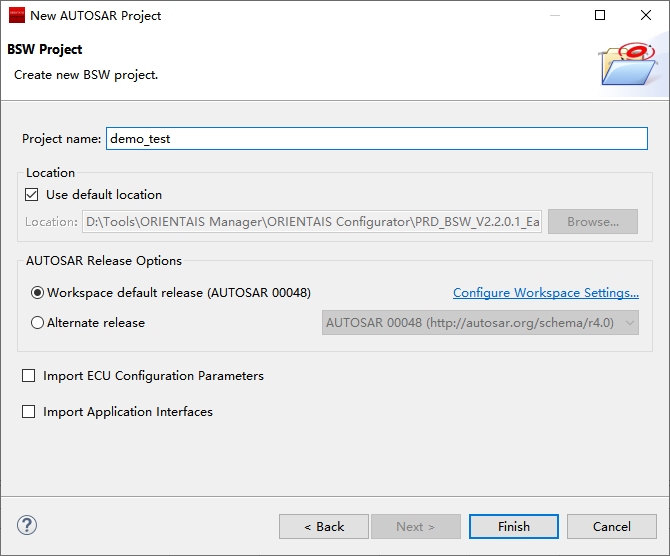 New AUTOSAR Project
BSW Project
Create new BSW project.
Project name: demo_test
Location
Use default location
Location: D:\Tools\ORIENTAIS Manager\ORIENTAIS Configurator\PRD_BSW_V2.2.0.1_Ea Browse...
AUTOSAR Release Options
Workspace default release (AUTOSAR 00048) Configure Workspace Settings...
Alternate release AUTOSAR 00048 (http://autosar.org/schema/r4.0)
Import ECU Configuration Parameters
Import Application Interfaces
? < Back Next > Finish Cancel